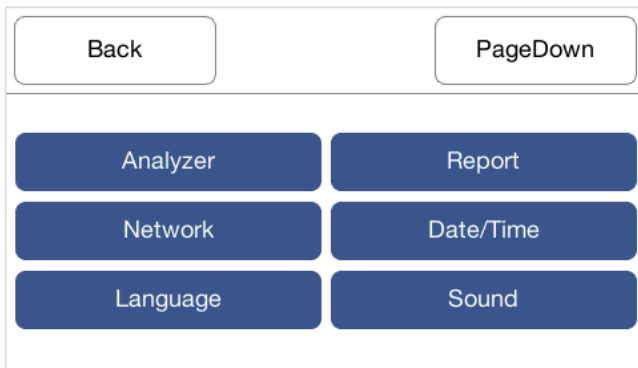 Back
PageDown
Analyzer
Report
Network
Date/Time
Language
Sound